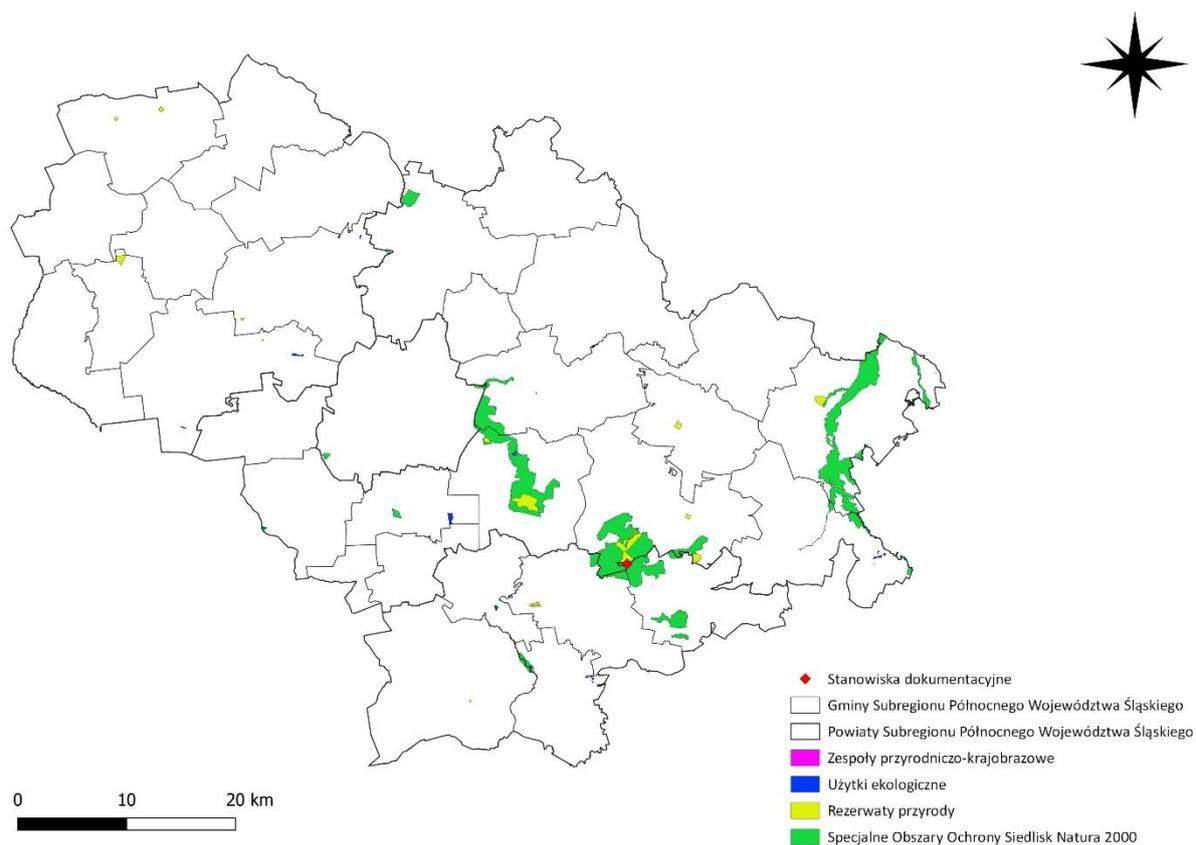 Stanowiska dokumentacyjne
Gminy Subregionu Północnego Województwa Śląskiego
Powiaty Subregionu Północnego Województwa Śląskiego
Zespoły przyrodniczo-krajobrazowe
Użytki ekologiczne
Rezerwaty przyrody
Specjalne Obszary Ochrony Siedlisk Natura 2000
0 10 20 km